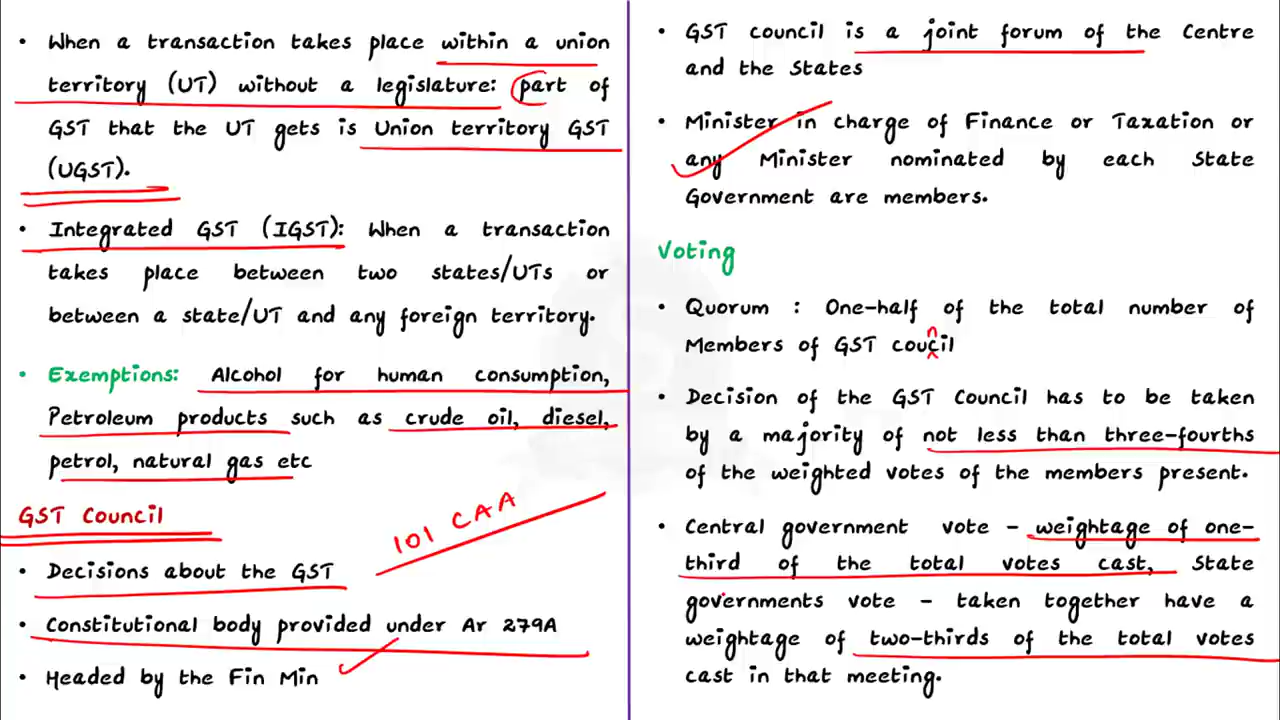 • When a transaction takes place within a union
territory (UT) without a legislature: part of
GST that the UT gets is Union territory GST
(UGST).
• Integrated GST (IGST): When a transaction
takes place between two states/UTs or
between a state/UT and any foreign territory.
• Exemptions: Alcohol for human consumption,
Petroleum products such as crude oil, diesel,
petrol, natural gas etc
GST Council
101 CAA
• Decisions about the GST
• Constitutional body provided under Ar 279A
• Headed by the Fin Min
• GST council is a joint forum of the Centre
and the States
• Minister in charge of Finance or Taxation or
any Minister nominated by each State
Government are members.
Voting
• Quorum : One-half of the total number of
n
Members of GST coucil
• Decision of the GST Council has to be taken
by a majority of not less than three-fourths
of the weighted votes of the members present.
• Central government vote - weightage of one-
third of the total votes cast, State
governments vote - taken together have a
weightage of two-thirds of the total votes
cast in that meeting.